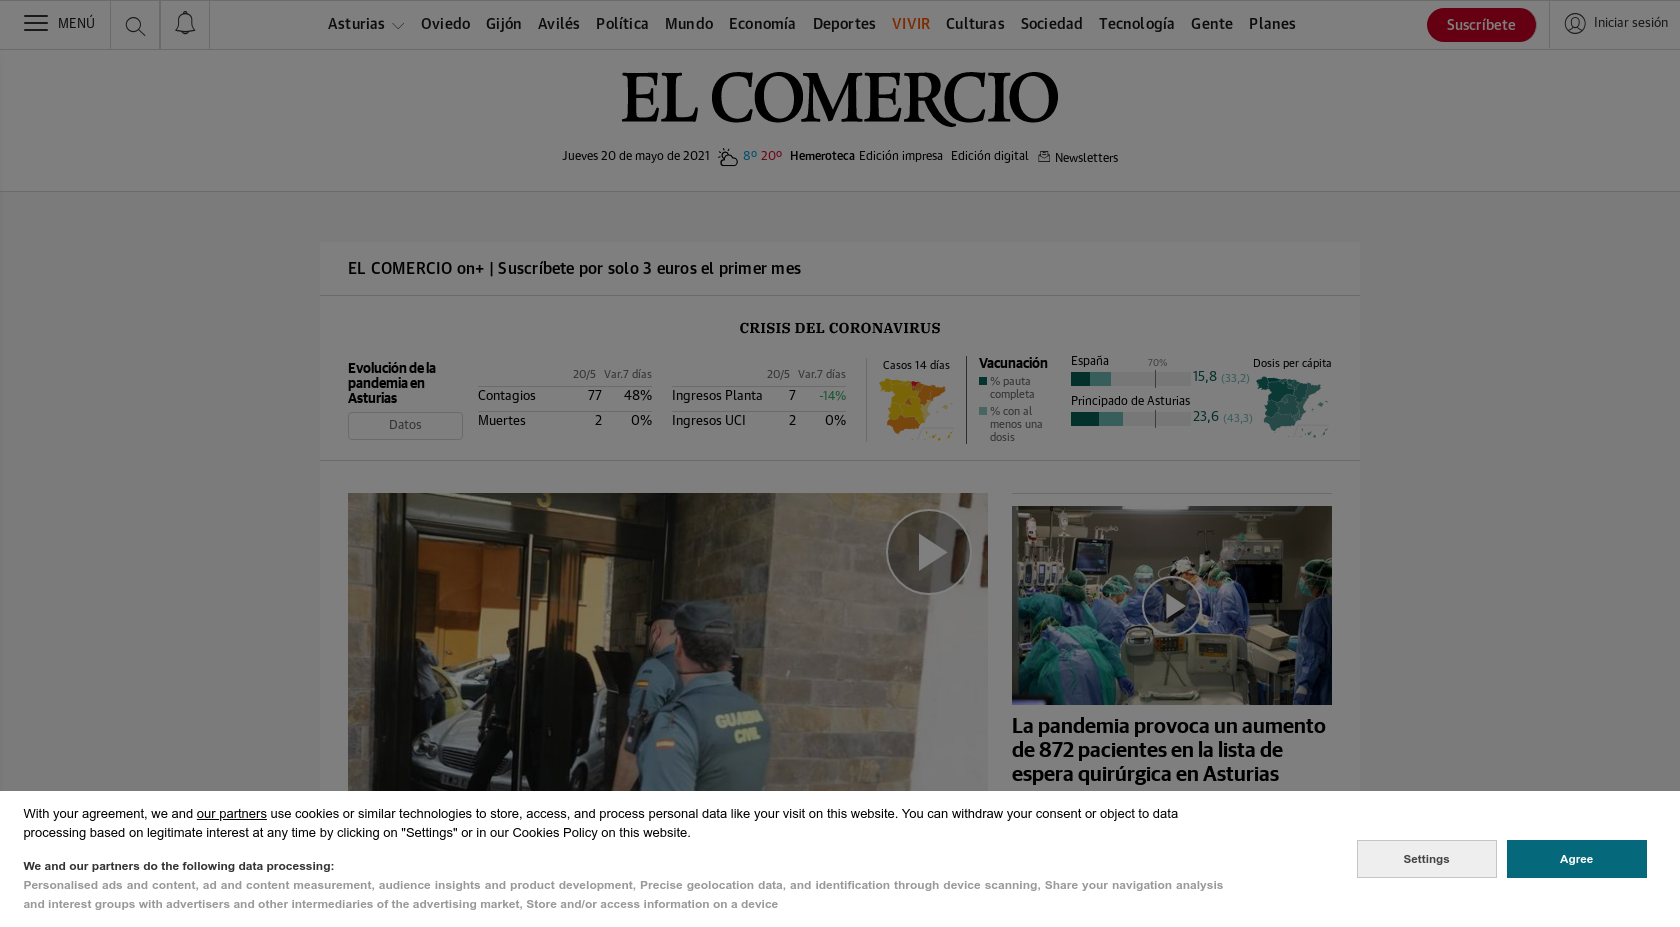 MENÚ
Asturias Oviedo Gijón Avilés Política Mundo Economía Deportes VIVIR Culturas Sociedad Tecnología Gente Planes
Suscríbete
Iniciar sesión
EL COMERCIO
Jueves 20 de mayo de 2021 8º 20º Hemeroteca Edición impresa Edición digital Newsletters
EL COMERCIO on+ | Suscríbete por solo 3 euros el primer mes
CRISIS DEL CORONAVIRUS
Evolución de la
pandemia en
Asturias
Datos
20/5 Var.7 días
Contagios 77 48%
Muertes 2 0%
20/5 Var.7 días
Ingresos Planta 7 -14%
Ingresos UCI 2 0%
Casos 14 días
Vacunación
% pauta
completa
% con al
menos una
dosis
España 70%
15,8 (33,2)
Principado de Asturias
23,6 (43,3)
Dosis per cápita
3
GUARDIA
CIVIL
La pandemia provoca un aumento
de 872 pacientes en la lista de
espera quirúrgica en Asturias
With your agreement, we and our partners use cookies or similar technologies to store, access, and process personal data like your visit on this website. You can withdraw your consent or object to data
processing based on legitimate interest at any time by clicking on "Settings" or in our Cookies Policy on this website.
We and our partners do the following data processing:
Personalised ads and content, ad and content measurement, audience insights and product development, Precise geolocation data, and identification through device scanning, Share your navigation analysis
and interest groups with advertisers and other intermediaries of the advertising market, Store and/or access information on a device
Settings
Agree